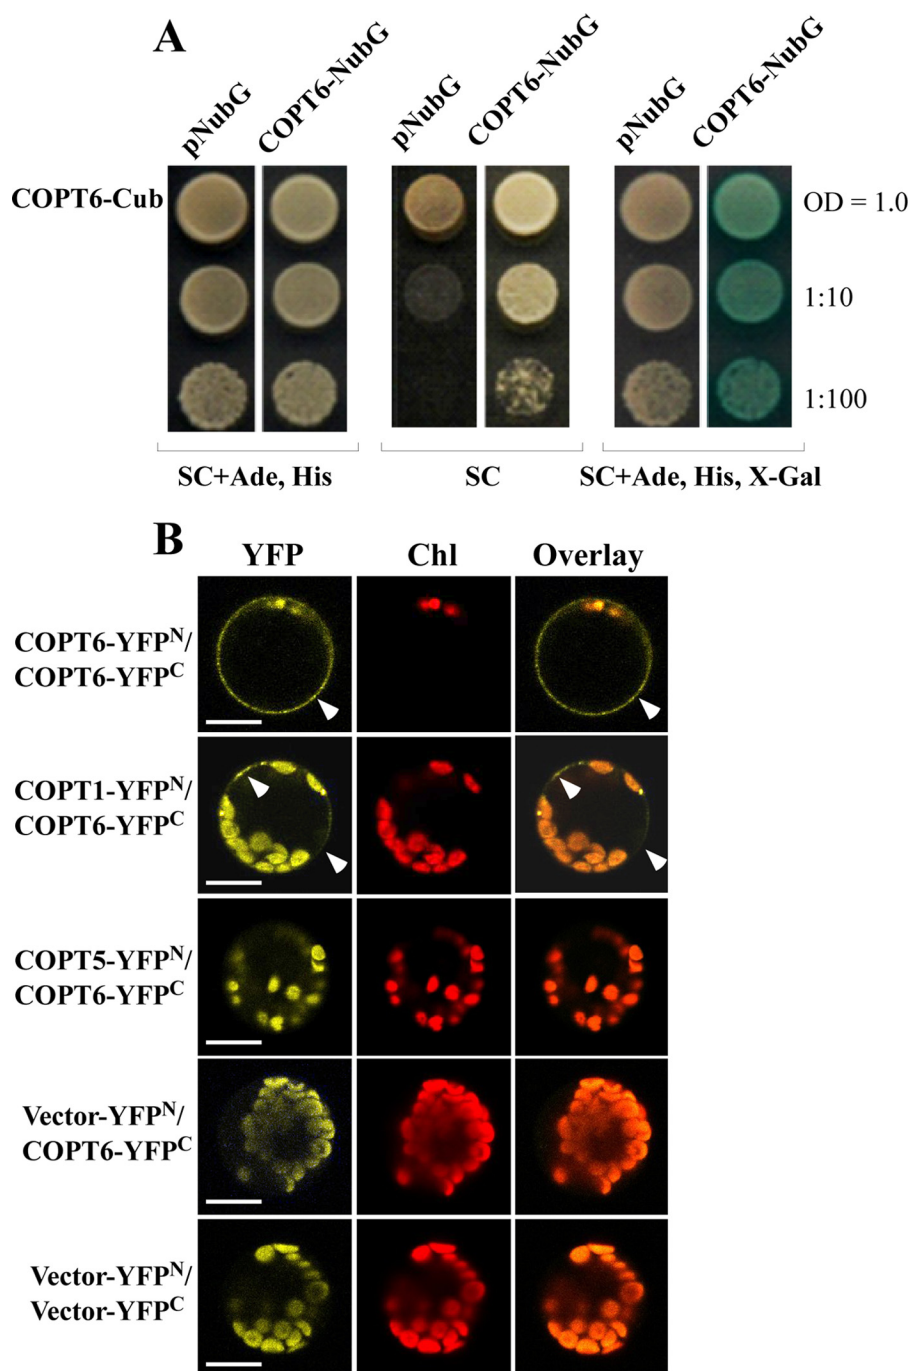 A
pNubG
COPT6-NubG
pNubG
COPT6-NubG
pNubG
COPT6-NubG
COPT6-Cub
OD = 1.0
1:10
1:100
SC+Ade, His
SC
SC+Ade, His, X-Gal
B
YFP
Chl
Overlay
COPT6-YFPᴺ/
COPT6-YFPᶜ
COPT1-YFPᴺ/
COPT6-YFPᶜ
COPT5-YFPᴺ/
COPT6-YFPᶜ
Vector-YFPᴺ/
COPT6-YFPᶜ
Vector-YFPᴺ/
Vector-YFPᶜ